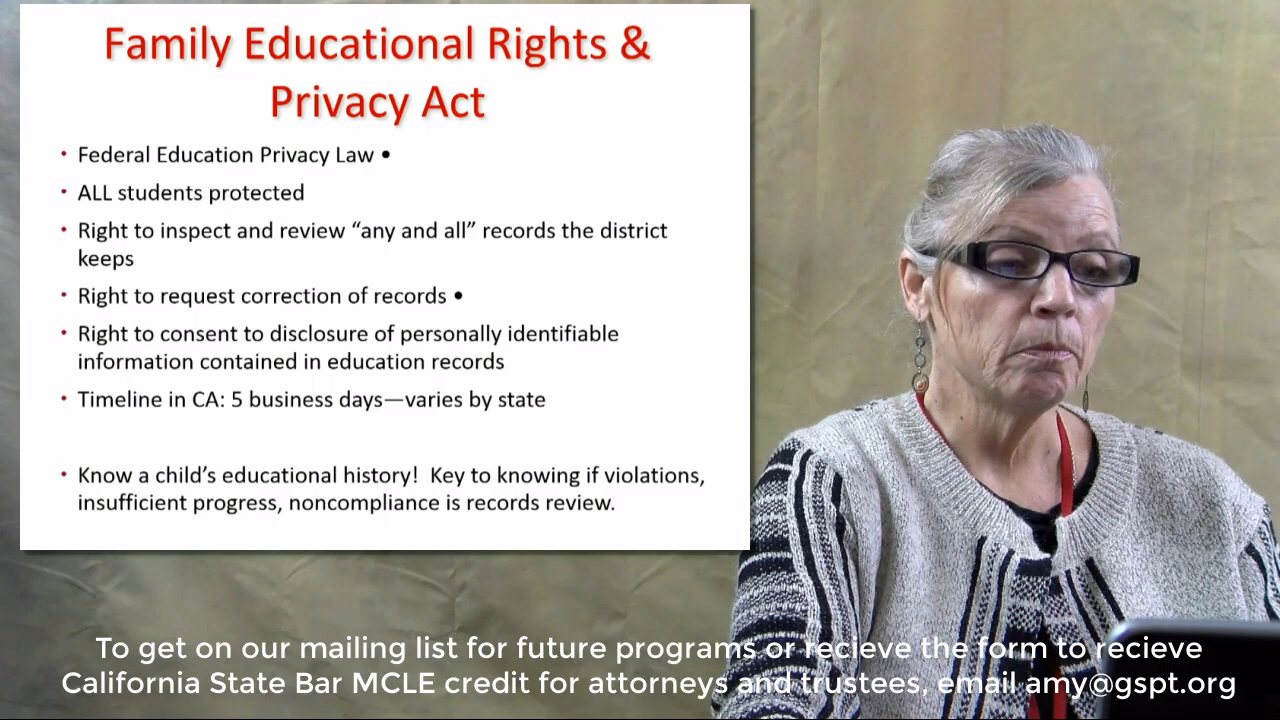 Family Educational Rights &
Privacy Act
• Federal Education Privacy Law •
• ALL students protected
• Right to inspect and review “any and all” records the district
keeps
• Right to request correction of records •
• Right to consent to disclosure of personally identifiable
information contained in education records
• Timeline in CA: 5 business days—varies by state
• Know a child’s educational history!  Key to knowing if violations,
insufficient progress, noncompliance is records review.
To get on our mailing list for future programs or recieve the form to recieve
California State Bar MCLE credit for attorneys and trustees, email amy@gspt.org